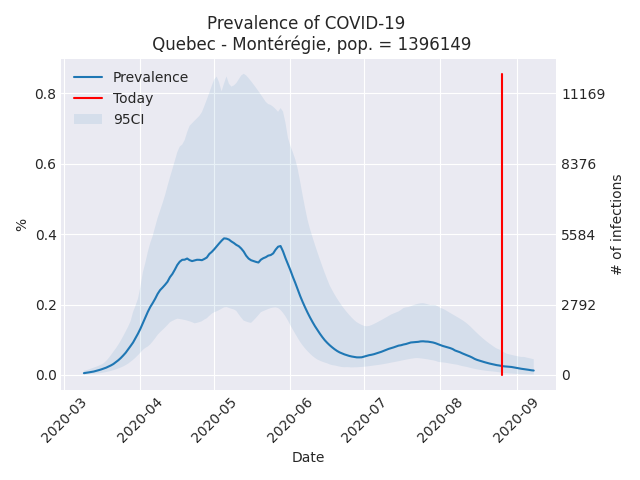 Prevalence of COVID-19
Quebec - Montérégie, pop. = 1396149
Prevalence
Today
95CI
0.8
0.6
0.4
0.2
0.0
%
11169
8376
5584
2792
0
# of infections
2020-03
2020-04
2020-05
2020-06
2020-07
2020-08
2020-09
Date